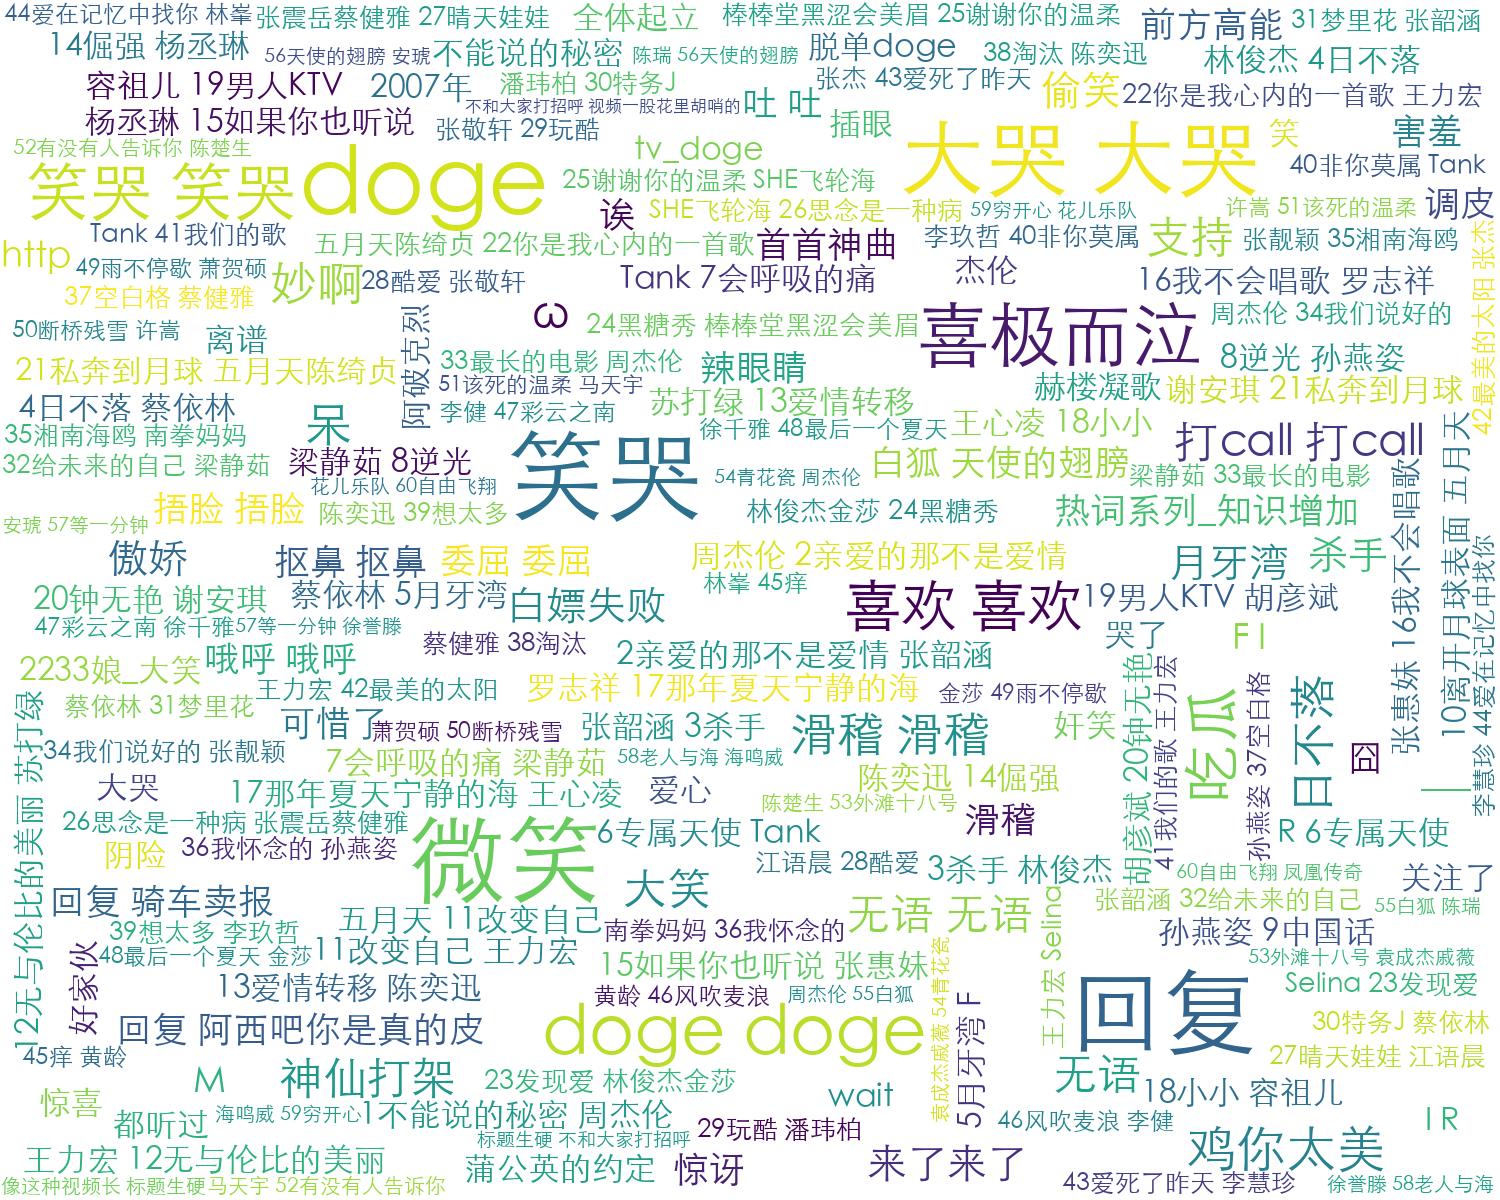 44爱在记忆中找你 林峯
张震岳蔡健雅 27晴天娃娃
全体起立
棒棒堂黑涩会美眉 25谢谢你的温柔
前方高能
31梦里花 张韶涵
14倔强 杨丞琳
56天使的翅膀 安琥
不能说的秘密
陈瑞 56天使的翅膀
脱单doge
38淘汰 陈奕迅
林俊杰 4日不落
容祖儿 19男人KTV
2007年
潘玮柏 30特务J
张杰 43爱死了昨天
偷笑
22你是我心内的一首歌 王力宏
不和大家打招呼 视频一股花里胡哨的
吐 吐
杨丞琳 15如果你也听说
张敬轩 29玩酷
插眼
大哭 大哭
笑
害羞
52有没有人告诉你 陈楚生
tv_doge
40非你莫属 Tank
笑哭 笑哭
doge
25谢谢你的温柔 SHE飞轮海
诶
SHE飞轮海 26思念是一种病
59穷开心 花儿乐队
许嵩 51该死的温柔
调皮
Tank 41我们的歌
五月天陈绮贞 22你是我心内的一首歌
首首神曲
李玖哲 40非你莫属
支持
张靓颖 35湘南海鸥
http
49雨不停歇 萧贺硕
妙啊
28酷爱 张敬轩
Tank 7会呼吸的痛
杰伦
16我不会唱歌 罗志祥
42最美的太阳 张杰
37空白格 蔡健雅
ω
24黑糖秀 棒棒堂黑涩会美眉
喜极而泣
周杰伦 34我们说好的
50断桥残雪 许嵩
离谱
阿破克烈
33最长的电影 周杰伦
辣眼睛
8逆光 孙燕姿
21私奔到月球 五月天陈绮贞
51该死的温柔 马天宇
苏打绿 13爱情转移
赫楼凝歌
谢安琪 21私奔到月球
4日不落 蔡依林
呆
李健 47彩云之南
徐千雅 48最后一个夏天
王心凌 18小小
打call 打call
35湘南海鸥 南拳妈妈
32给未来的自己 梁静茹
梁静茹 8逆光
笑哭
54青花瓷 周杰伦
白狐 天使的翅膀
梁静茹 33最长的电影
张惠妹 16我不会唱歌
10离开月球表面 五月天
花儿乐队 60自由飞翔
捂脸 捂脸
陈奕迅 39想太多
林俊杰金莎 24黑糖秀
热词系列_知识增加
安琥 57等一分钟
傲娇
抠鼻 抠鼻
委屈 委屈
周杰伦 2亲爱的那不是爱情
月牙湾
杀手
李慧珍 44爱在记忆中找你
20钟无艳 谢安琪
蔡依林 5月牙湾
白嫖失败
林峯 45痒
喜欢 喜欢
19男人KTV 胡彦斌
47彩云之南 徐千雅
57等一分钟 徐誉滕
蔡健雅 38淘汰
哭了
F I
2233娘_大笑
哦呼 哦呼
2亲爱的那不是爱情 张韶涵
王力宏 42最美的太阳
罗志祥 17那年夏天宁静的海
金莎 49雨不停歇
胡彦斌 20钟无艳
41我们的歌 王力宏
吃瓜
孙燕姿 37空白格
日不落
囧
蔡依林 31梦里花
可惜了
萧贺硕 50断桥残雪
张韶涵 3杀手
滑稽 滑稽
奸笑
12无与伦比的美丽 苏打绿
34我们说好的 张靓颖
7会呼吸的痛 梁静茹
58老人与海 海鸣威
大哭
17那年夏天宁静的海 王心凌
爱心
陈奕迅 14倔强
陈楚生 53外滩十八号
滑稽
26思念是一种病 张震岳蔡健雅
微笑
6专属天使 Tank
R 6专属天使
阴险
36我怀念的 孙燕姿
江语晨 28酷爱
3杀手 林俊杰
60自由飞翔 凤凰传奇
关注了
回复 骑车卖报
大笑
张韶涵 32给未来的自己
55白狐 陈瑞
39想太多 李玖哲
五月天 11改变自己
南拳妈妈 36我怀念的
无语 无语
王力宏 Selina
孙燕姿 9中国话
好家伙
48最后一个夏天 金莎
11改变自己 王力宏
15如果你也听说 张惠妹
袁成杰戚薇 54青花瓷
53外滩十八号 袁成杰戚薇
13爱情转移 陈奕迅
黄龄 46风吹麦浪
周杰伦 55白狐
5月牙湾 F
回复
Selina 23发现爱
回复 阿西吧你是真的皮
doge doge
30特务J 蔡依林
45痒 黄龄
27晴天娃娃 江语晨
M
神仙打架
23发现爱 林俊杰金莎
无语
18小小 容祖儿
惊喜
都听过
海鸣威 59穷开心
1不能说的秘密 周杰伦
wait
46风吹麦浪 李健
I R
标题生硬 不和大家打招呼
29玩酷 潘玮柏
鸡你太美
王力宏 12无与伦比的美丽
蒲公英的约定
惊讶
来了来了
像这种视频长 标题生硬
马天宇 52有没有人告诉你
43爱死了昨天 李慧珍
徐誉滕 58老人与海